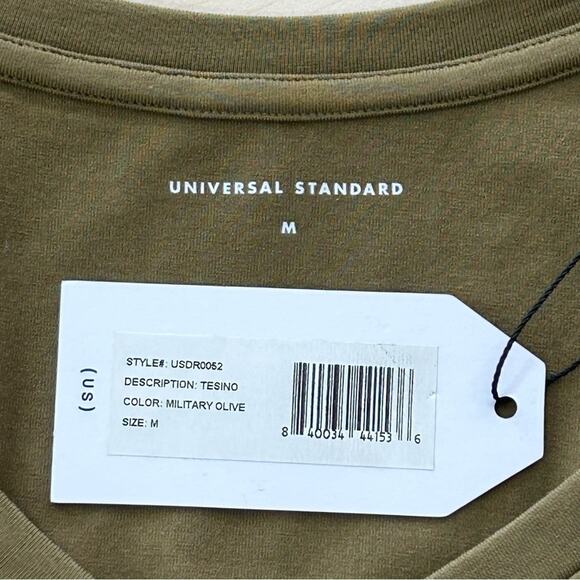 UNIVERSAL STANDARD
M
(us)
STYLE#: USDR0052
DESCRIPTION: TESINO
COLOR: MILITARY OLIVE
SIZE: M
8 40034 44153 6